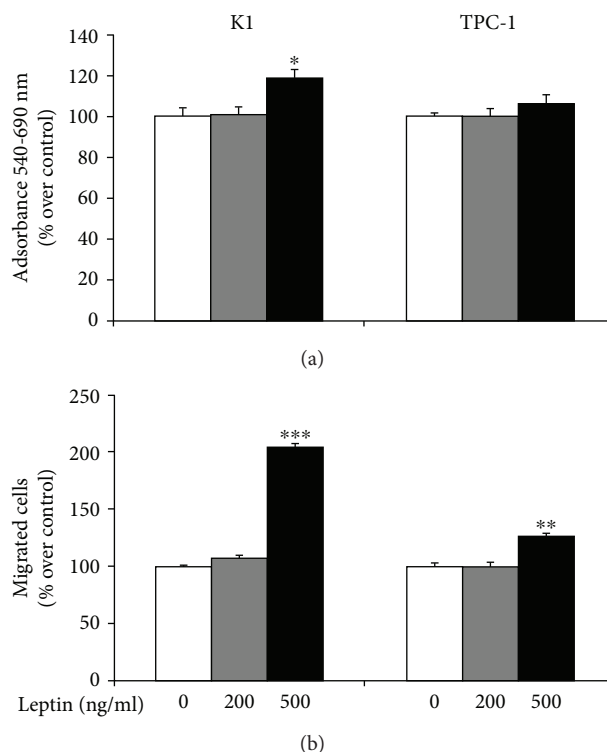 K1 TPC-1
Adsorbance 540-690 nm
(% over control)
140
120
100
80
60
40
20
0
*
(a)
Migrated cells
(% over control)
250
200
150
100
50
0
***
**
Leptin (ng/ml) 0 200 500 0 200 500
(b)